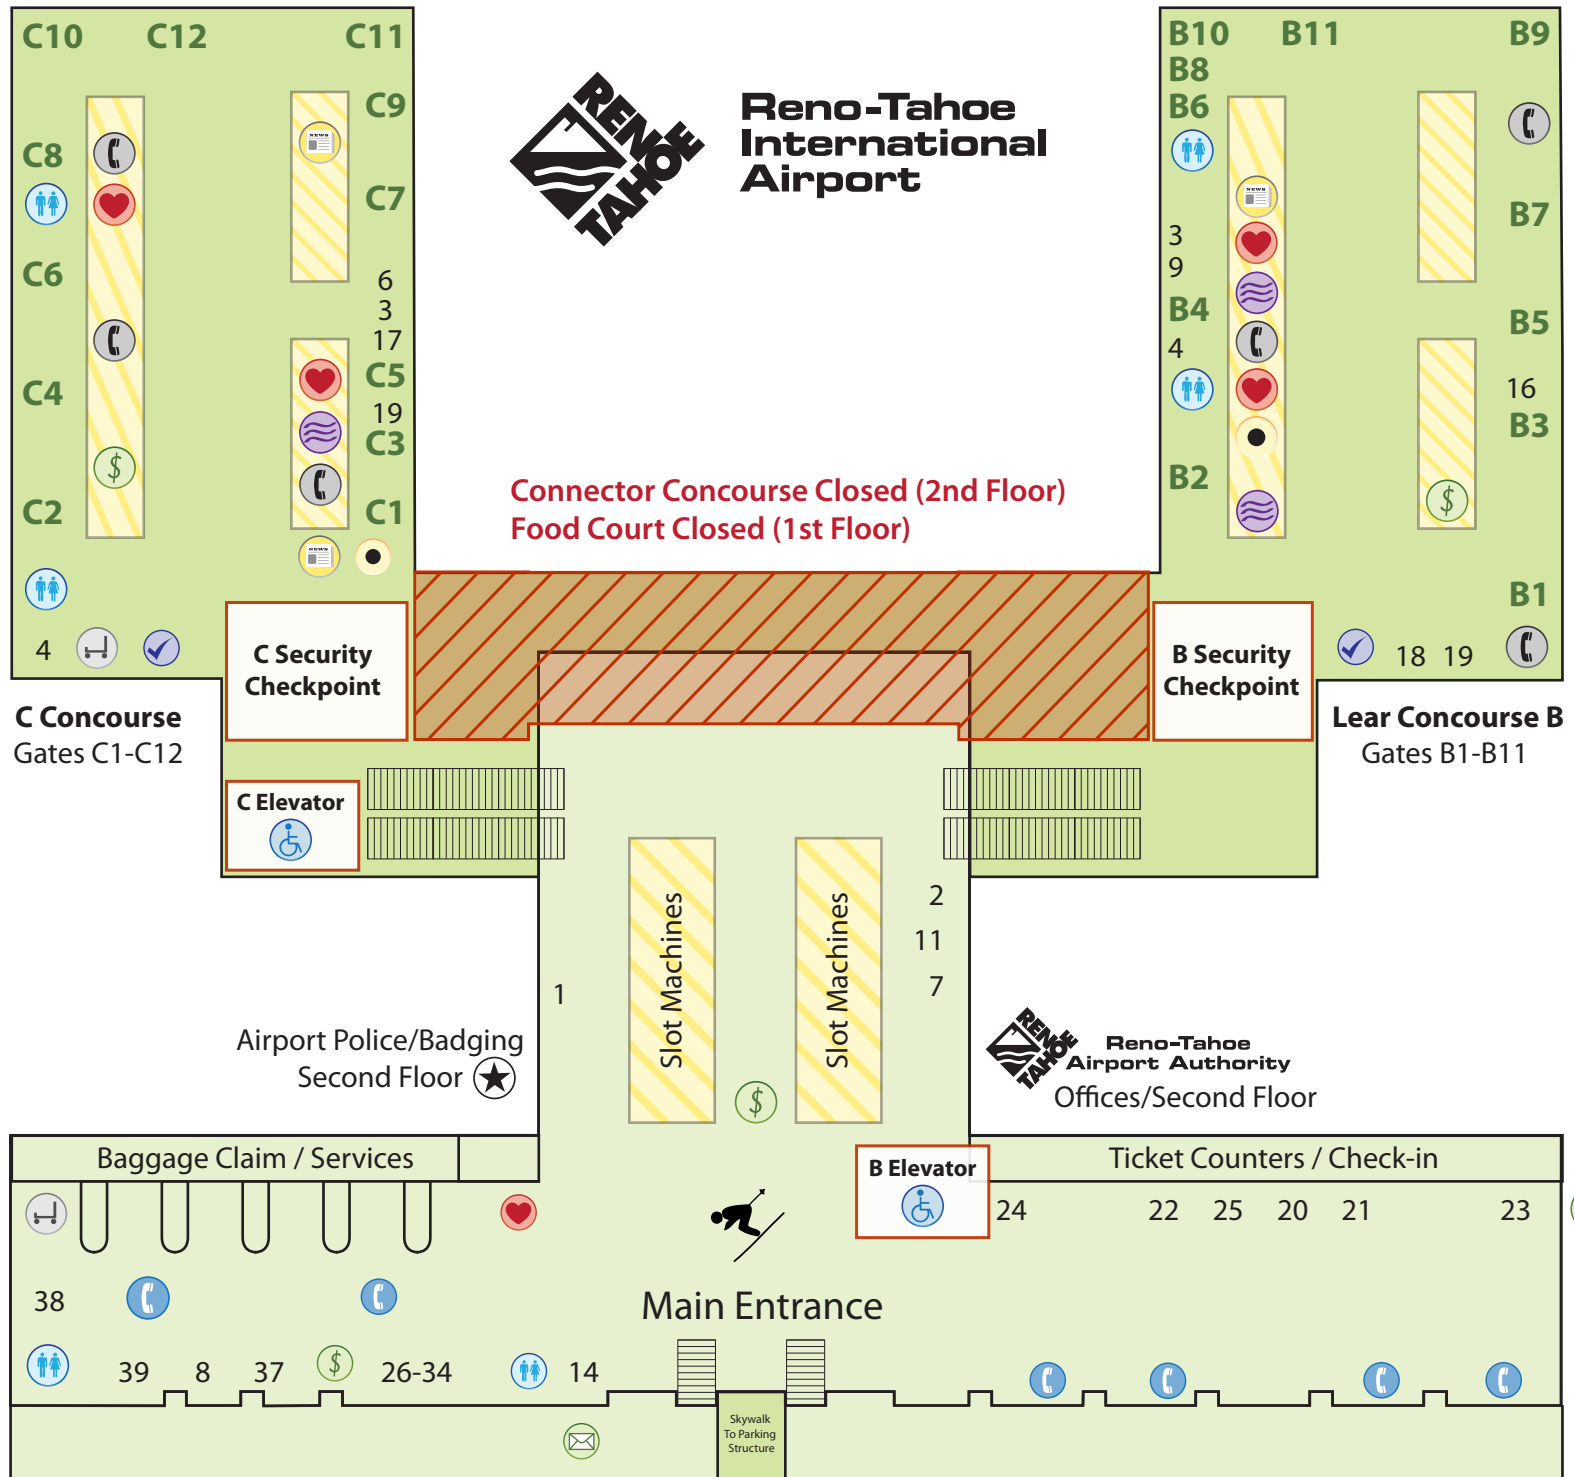 C10 C12 C11
B10 B11 B9
B8
B6
C9
NEWS
C8
C7
C6
6
3
17
C5
C4
19
C3
C2
C1
NEWS
4
RENO
TAHOE
Reno-Tahoe
International
Airport
NEWS
B7
3
9
B4
B5
4
16
B3
B2
B1
18 19
Connector Concourse Closed (2nd Floor)
Food Court Closed (1st Floor)
C Security
Checkpoint
B Security
Checkpoint
C Concourse
Gates C1-C12
Lear Concourse B
Gates B1-B11
C Elevator
Slot Machines
Slot Machines
2
11
7
1
Airport Police/Badging
Second Floor
RENO
TAHOE
Reno-Tahoe
Airport Authority
Offices/Second Floor
$
$
$
Baggage Claim / Services
B Elevator
Ticket Counters / Check-in
24 22 25 20 21 23
38
Main Entrance
39 8 37 $ 26-34 14
Skywalk
To Parking
Structure